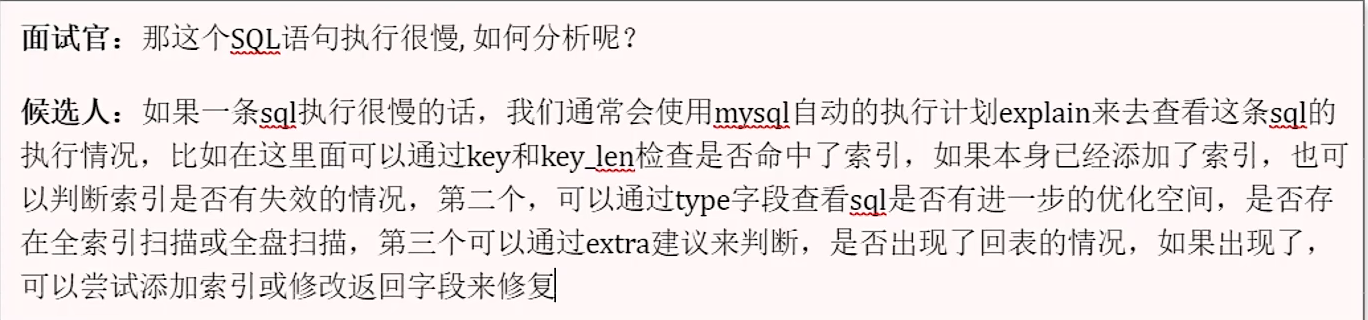 面试官：那这个SQL语句执行很慢, 如何分析呢？
候选人：如果一条sql执行很慢的话，我们通常会使用mysql自动的执行计划explain来去查看这条sql的
执行情况，比如在这里面可以通过key和key_len检查是否命中了索引，如果本身已经添加了索引，也可
以判断索引是否有失效的情况，第二个，可以通过type字段查看sql是否有进一步的优化空间，是否存
在全索引扫描或全盘扫描，第三个可以通过extra建议来判断，是否出现了回表的情况，如果出现了，
可以尝试添加索引或修改返回字段来修复